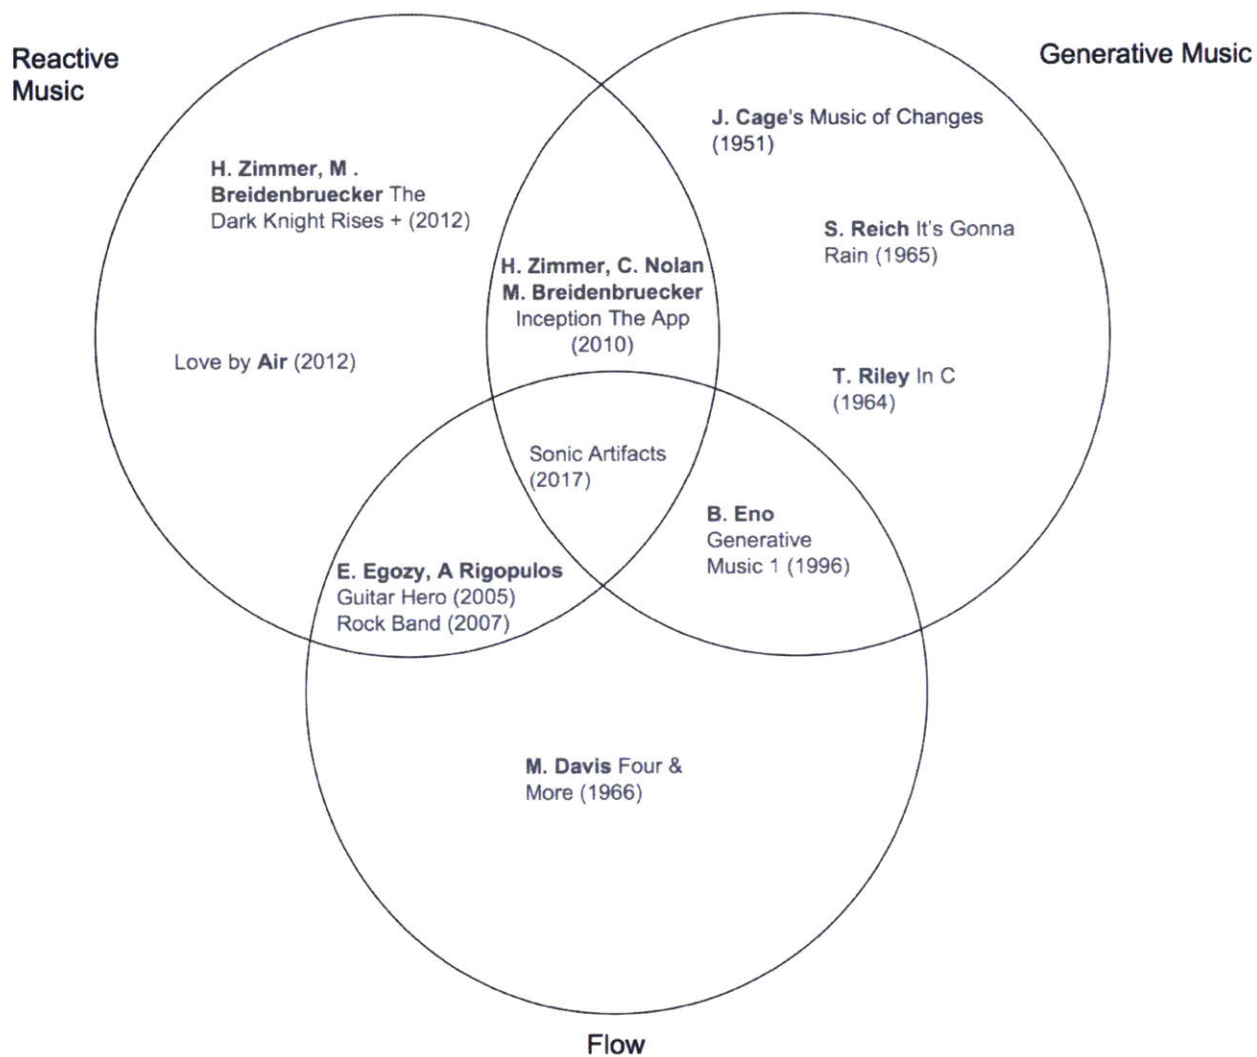 Reactive
Music
Generative Music
J. Cage's Music of Changes
(1951)
H. Zimmer, M .
Breidenbruecker The
Dark Knight Rises + (2012)
S. Reich It's Gonna
Rain (1965)
H. Zimmer, C. Nolan
M. Breidenbruecker
Inception The App
(2010)
Love by Air (2012)
T. Riley In C
(1964)
Sonic Artifacts
(2017)
B. Eno
Generative
Music 1 (1996)
E. Egozy, A Rigopulos
Guitar Hero (2005)
Rock Band (2007)
M. Davis Four &
More (1966)
Flow